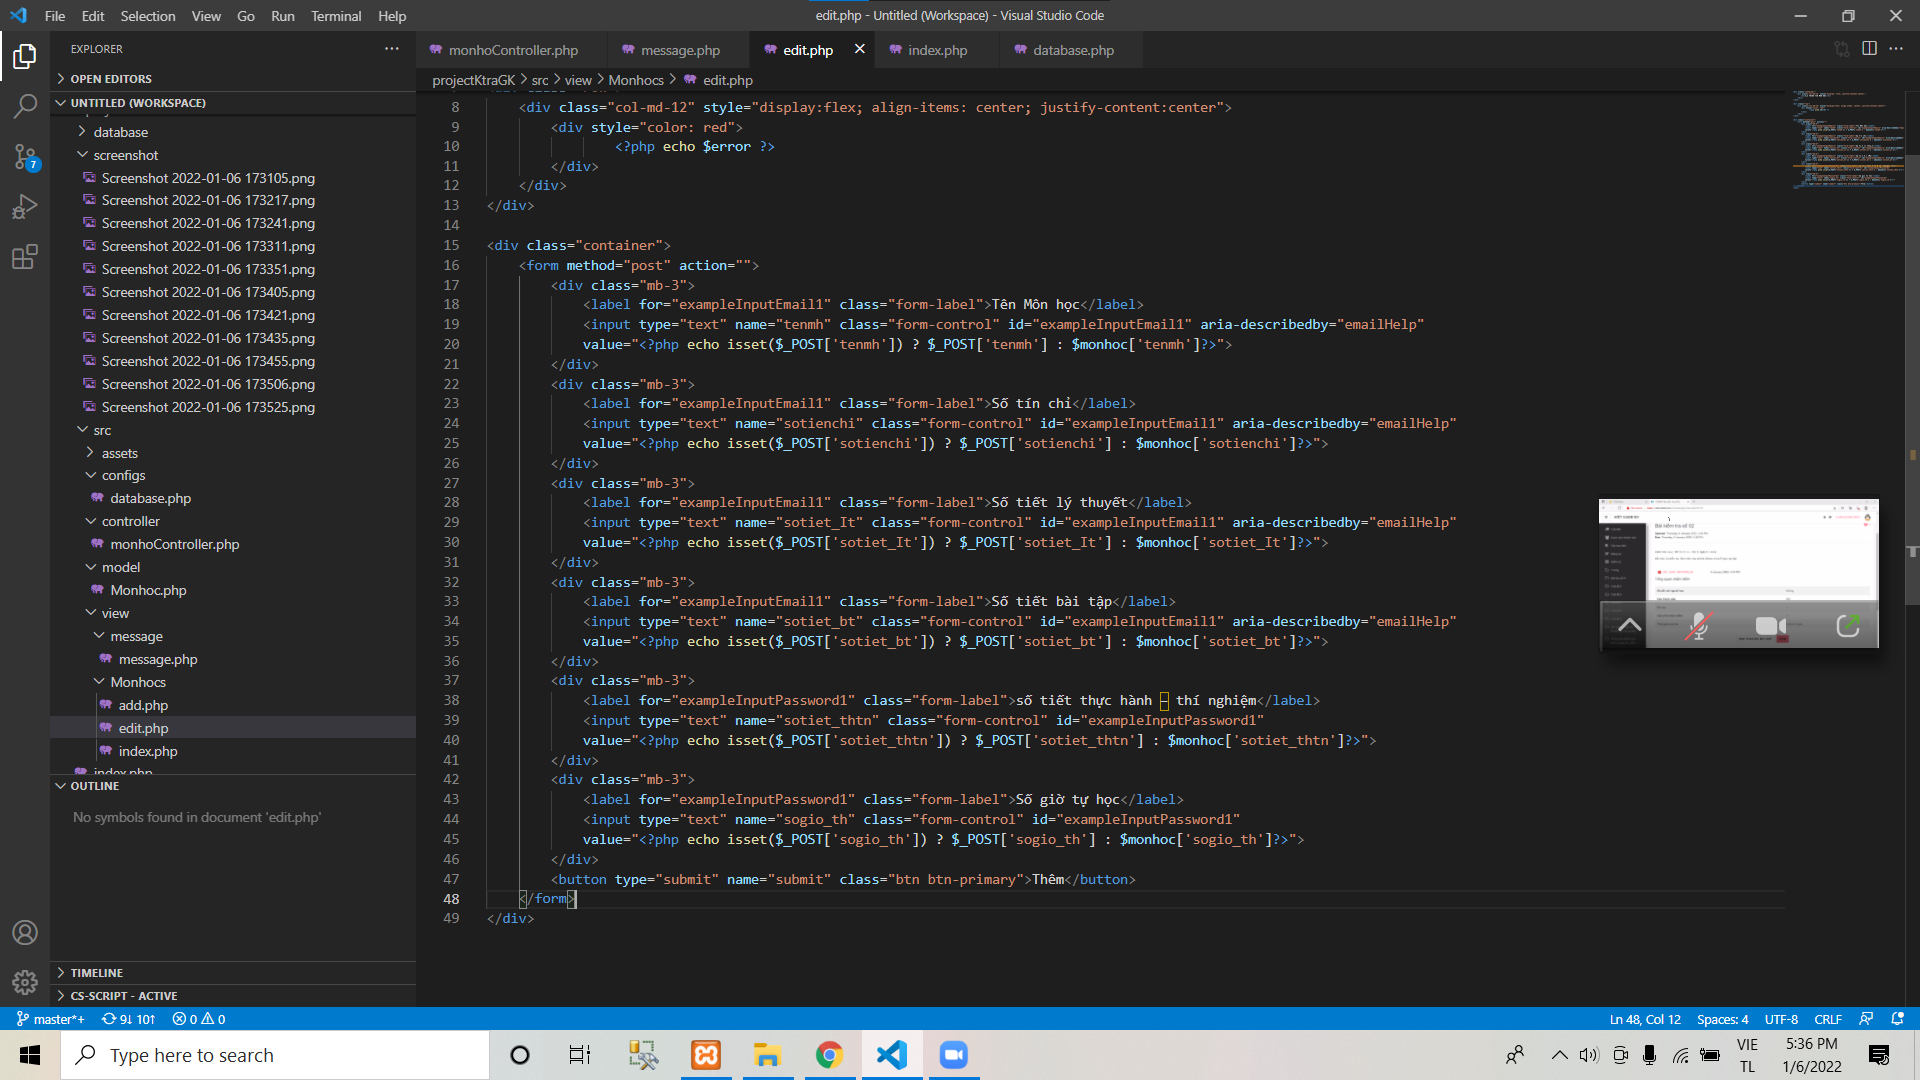 File Edit Selection View Go Run Terminal Help
edit.php - Untitled (Workspace) - Visual Studio Code
EXPLORER
OPEN EDITORS
UNTITLED (WORKSPACE)
database
screenshot
Screenshot 2022-01-06 173105.png
Screenshot 2022-01-06 173217.png
Screenshot 2022-01-06 173241.png
Screenshot 2022-01-06 173311.png
Screenshot 2022-01-06 173351.png
Screenshot 2022-01-06 173405.png
Screenshot 2022-01-06 173421.png
Screenshot 2022-01-06 173435.png
Screenshot 2022-01-06 173455.png
Screenshot 2022-01-06 173506.png
Screenshot 2022-01-06 173525.png
src
assets
configs
database.php
controller
monhoController.php
model
Monhoc.php
view
message
message.php
Monhocs
add.php
edit.php
index.php
index.php
OUTLINE
No symbols found in document 'edit.php'
TIMELINE
CS-SCRIPT - ACTIVE
monhoController.php message.php edit.php index.php database.php
projectKtraGK > src > view > Monhocs > edit.php
8 <div class="col-md-12" style="display:flex; align-items: center; justify-content:center">
9 <div style="color: red">
10 <?php echo $error ?>
11 </div>
12 </div>
13 </div>
14
15 <div class="container">
16 <form method="post" action="">
17 <div class="mb-3">
18 <label for="exampleInputEmail1" class="form-label">Tên Môn học</label>
19 <input type="text" name="tenmh" class="form-control" id="exampleInputEmail1" aria-describedby="emailHelp"
20 value="<?php echo isset($_POST['tenmh']) ? $_POST['tenmh'] : $monhoc['tenmh']?>">
21 </div>
22 <div class="mb-3">
23 <label for="exampleInputEmail1" class="form-label">Số tín chỉ</label>
24 <input type="text" name="sotienchi" class="form-control" id="exampleInputEmail1" aria-describedby="emailHelp"
25 value="<?php echo isset($_POST['sotienchi']) ? $_POST['sotienchi'] : $monhoc['sotienchi']?>">
26 </div>
27 <div class="mb-3">
28 <label for="exampleInputEmail1" class="form-label">Số tiết lý thuyết</label>
29 <input type="text" name="sotiet_It" class="form-control" id="exampleInputEmail1" aria-describedby="emailHelp"
30 value="<?php echo isset($_POST['sotiet_It']) ? $_POST['sotiet_It'] : $monhoc['sotiet_It']?>">
31 </div>
32 <div class="mb-3">
33 <label for="exampleInputEmail1" class="form-label">Số tiết bài tập</label>
34 <input type="text" name="sotiet_bt" class="form-control" id="exampleInputEmail1" aria-describedby="emailHelp"
35 value="<?php echo isset($_POST['sotiet_bt']) ? $_POST['sotiet_bt'] : $monhoc['sotiet_bt']?>">
36 </div>
37 <div class="mb-3">
38 <label for="exampleInputPassword1" class="form-label">số tiết thực hành – thí nghiệm</label>
39 <input type="text" name="sotiet_thtn" class="form-control" id="exampleInputPassword1"
40 value="<?php echo isset($_POST['sotiet_thtn']) ? $_POST['sotiet_thtn'] : $monhoc['sotiet_thtn']?>">
41 </div>
42 <div class="mb-3">
43 <label for="exampleInputPassword1" class="form-label">Số giờ tự học</label>
44 <input type="text" name="sogio_th" class="form-control" id="exampleInputPassword1"
45 value="<?php echo isset($_POST['sogio_th']) ? $_POST['sogio_th'] : $monhoc['sogio_th']?>">
46 </div>
47 <button type="submit" name="submit" class="btn btn-primary">Thêm</button>
48 </form>
49 </div>
Bài kiểm tra số 02
7
master*+ 9↓ 10↑ 0 0
Ln 48, Col 12 Spaces: 4 UTF-8 CRLF
Type here to search
VIE
TL
5:36 PM
1/6/2022